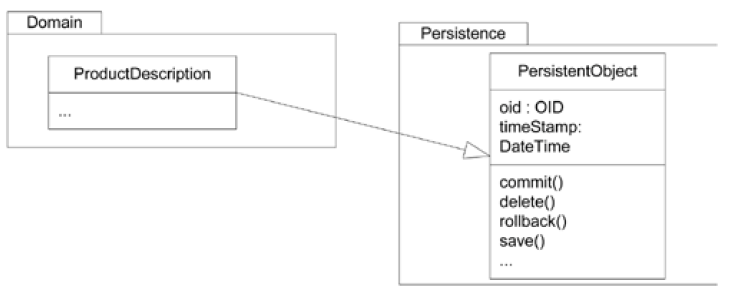 Domain
ProductDescription
...
Persistence
PersistentObject
oid : OID
timeStamp:
DateTime
commit()
delete()
rollback()
save()
...